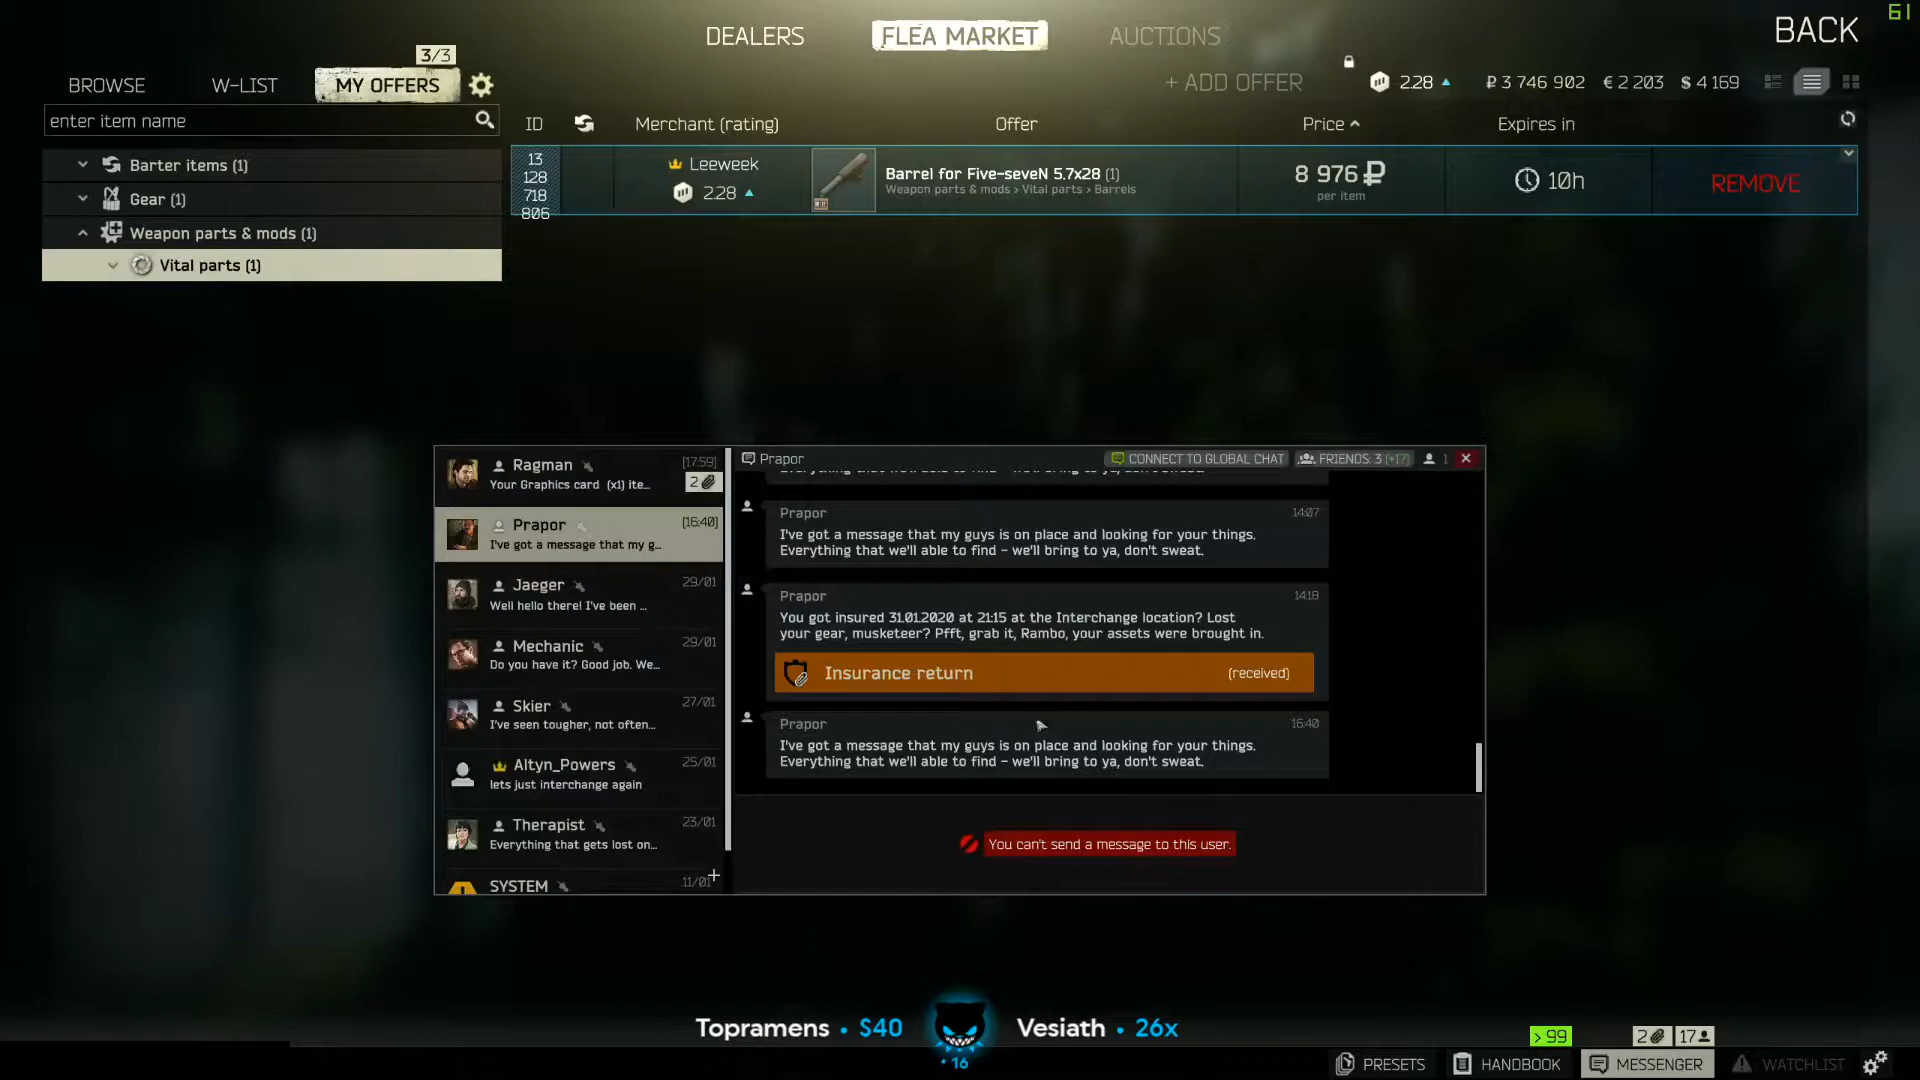 61
DEALERS
FLEA MARKET
AUCTIONS
BACK
3/3
BROWSE
W-LIST
MY OFFERS
+ ADD OFFER
2.28
₽ 3 746 902
€ 2 203
$ 4 169
enter item name
ID
Merchant (rating)
Offer
Price
Expires in
Barter items (1)
Gear (1)
Weapon parts & mods (1)
Vital parts (1)
13
128
718
806
Leeweek
2.28
Barrel for Five-seveN 5.7x28 (1)
Weapon parts & mods > Vital parts > Barrels
8 976 ₽
per item
10h
REMOVE
Ragman
[17:59]
Your Graphics card (x1) ite...
2
Prapor
[16:40]
I've got a message that my g...
Jaeger
29/01
Well hello there! I've been ...
Mechanic
29/01
Do you have it? Good job. We...
Skier
27/01
I've seen tougher, not often...
Altyn_Powers
25/01
lets just interchange again
Therapist
23/01
Everything that gets lost on...
SYSTEM
11/01
+
Prapor
CONNECT TO GLOBAL CHAT
FRIENDS: 3 (+17)
1
Prapor
14:07
I've got a message that my guys is on place and looking for your things.
Everything that we'll able to find – we'll bring to ya, don't sweat.
Prapor
14:18
You got insured 31.01.2020 at 21:15 at the Interchange location? Lost
your gear, musketeer? Pfft, grab it, Rambo, your assets were brought in.
Insurance return
(received)
Prapor
16:40
I've got a message that my guys is on place and looking for your things.
Everything that we'll able to find – we'll bring to ya, don't sweat.
You can't send a message to this user.
Topramens • $40
Vesiath • 26x
• 16
> 99
2
17
PRESETS
HANDBOOK
MESSENGER
WATCHLIST